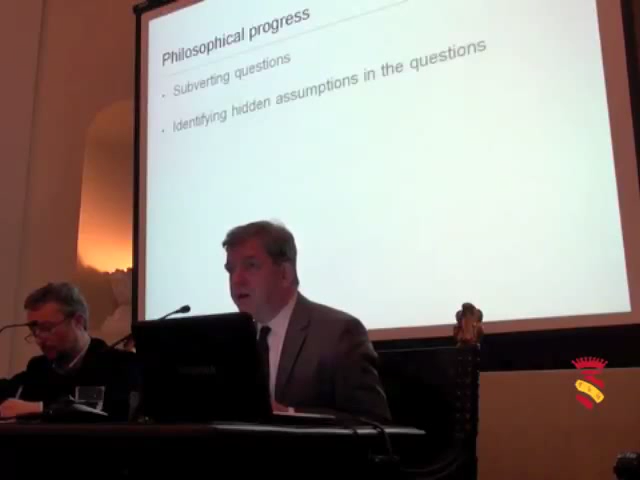 Philosophical progress
• Subverting questions
• Identifying hidden assumptions in the questions